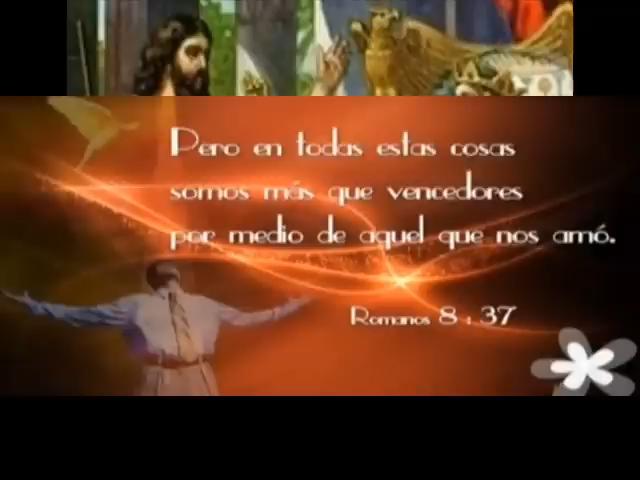 Pero en todas estas cosas
somos más que vencedores
por medio de aquel que nos amó.
Romanos 8 : 37